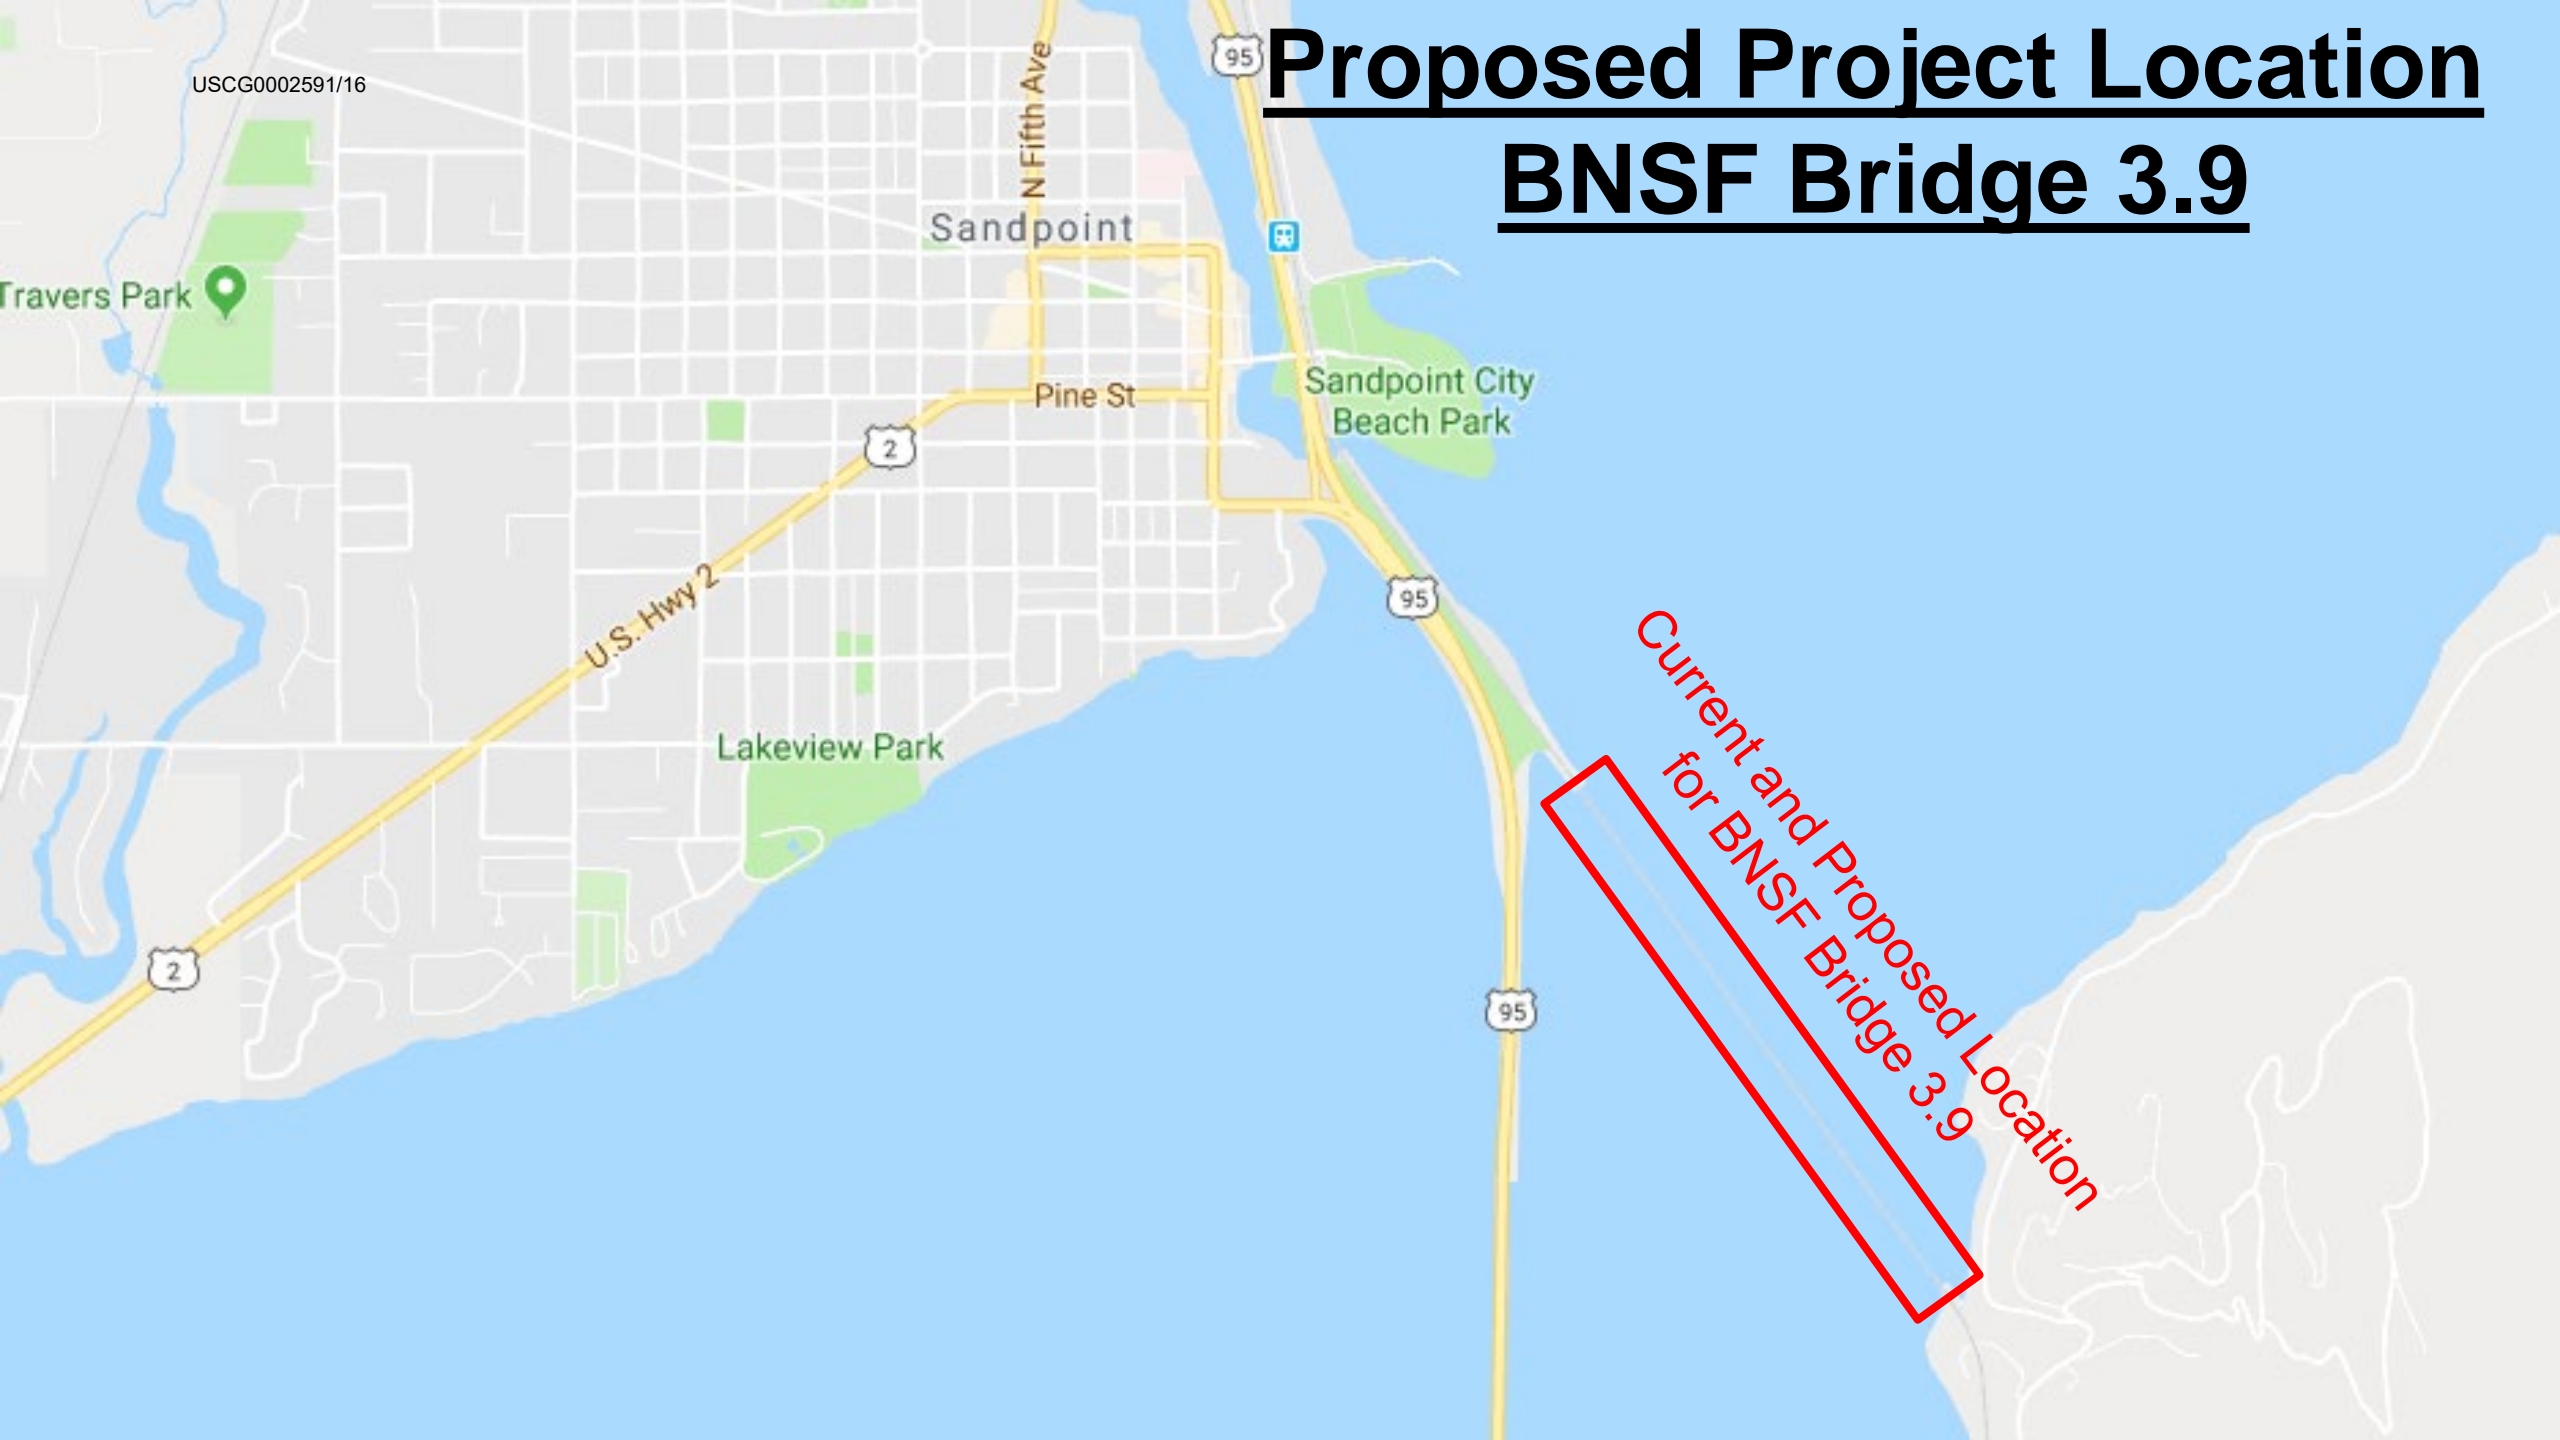 Proposed Project Location
BNSF Bridge 3.9
USCG0002591/16
95
N Fifth Ave
Sandpoint
Travers Park
Sandpoint City
Beach Park
Pine St
2
U.S. Hwy 2
95
Lakeview Park
Current and Proposed Location
for BNSF Bridge 3.9
2
95